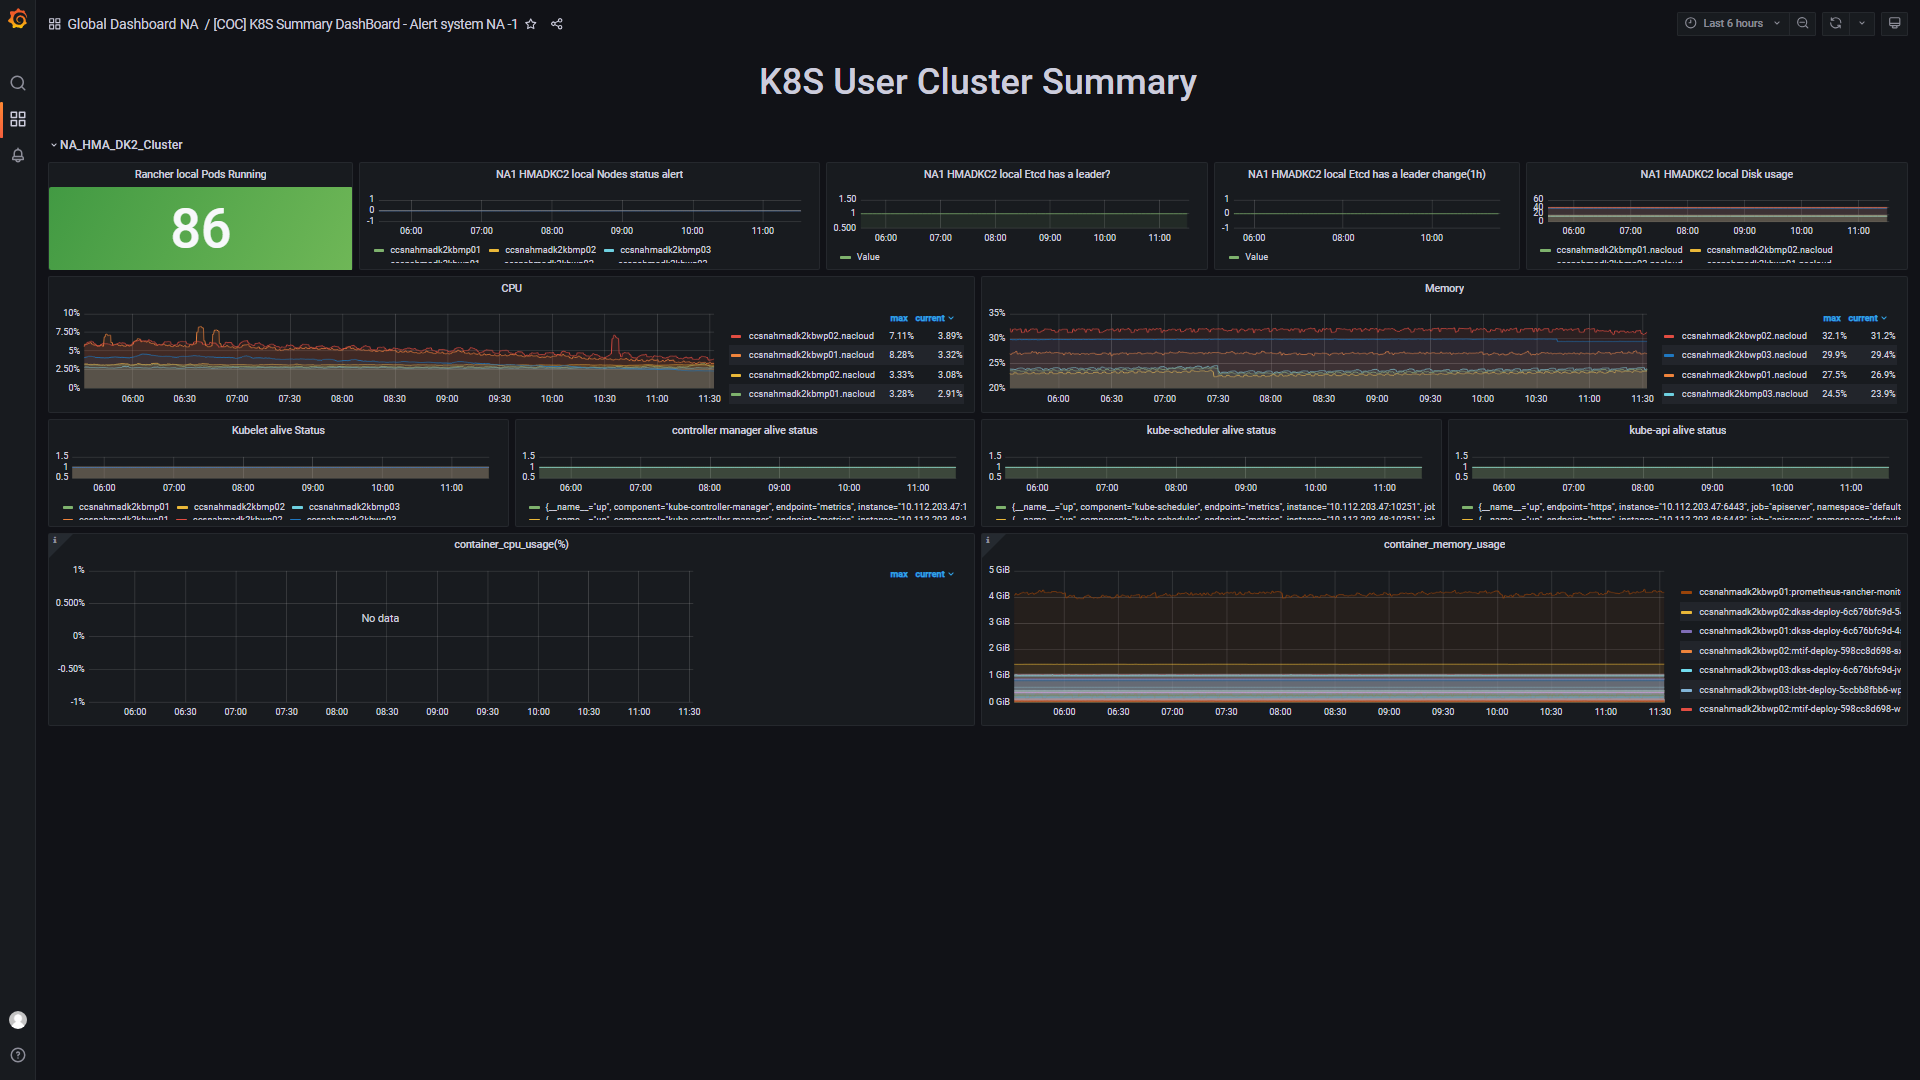 Global Dashboard NA / [COC] K8S Summary DashBoard - Alert system NA -1
Last 6 hours
K8S User Cluster Summary
NA_HMA_DK2_Cluster
Rancher local Pods Running
86
NA1 HMADKC2 local Nodes status alert
1
0
-1
06:00 07:00 08:00 09:00 10:00 11:00
ccsnahmadk2kbmp01 ccsnahmadk2kbmp02 ccsnahmadk2kbmp03
NA1 HMADKC2 local Etcd has a leader?
1.50
1
0.500
06:00 07:00 08:00 09:00 10:00 11:00
Value
NA1 HMADKC2 local Etcd has a leader change(1h)
1
0
-1
06:00 08:00 10:00
Value
NA1 HMADKC2 local Disk usage
60
40
20
0
06:00 07:00 08:00 09:00 10:00 11:00
ccsnahmadk2kbmp01.nacloud ccsnahmadk2kbmp02.nacloud
CPU
10%
7.50%
5%
2.50%
0%
06:00 06:30 07:00 07:30 08:00 08:30 09:00 09:30 10:00 10:30 11:00 11:30
max current
ccsnahmadk2kbwp02.nacloud 7.11% 3.89%
ccsnahmadk2kbwp01.nacloud 8.28% 3.32%
ccsnahmadk2kbmp02.nacloud 3.33% 3.08%
ccsnahmadk2kbmp01.nacloud 3.28% 2.91%
Memory
35%
30%
25%
20%
06:00 06:30 07:00 07:30 08:00 08:30 09:00 09:30 10:00 10:30 11:00 11:30
max current
ccsnahmadk2kbwp02.nacloud 32.1% 31.2%
ccsnahmadk2kbwp03.nacloud 29.9% 29.4%
ccsnahmadk2kbwp01.nacloud 27.5% 26.9%
ccsnahmadk2kbmp03.nacloud 24.5% 23.9%
Kubelet alive Status
1.5
1
0.5
06:00 07:00 08:00 09:00 10:00 11:00
ccsnahmadk2kbmp01 ccsnahmadk2kbmp02 ccsnahmadk2kbmp03
controller manager alive status
1.5
1
0.5
06:00 07:00 08:00 09:00 10:00 11:00
{__name__="up", component="kube-controller-manager", endpoint="metrics", instance="10.112.203.47:1
kube-scheduler alive status
1.5
1
0.5
06:00 07:00 08:00 09:00 10:00 11:00
{__name__="up", component="kube-scheduler", endpoint="metrics", instance="10.112.203.47:10251", job
kube-api alive status
1.5
1
0.5
06:00 07:00 08:00 09:00 10:00 11:00
{__name__="up", endpoint="https", instance="10.112.203.47:6443", job="apiserver", namespace="default
container_cpu_usage(%)
1%
0.500%
0%
-0.50%
-1%
No data
06:00 06:30 07:00 07:30 08:00 08:30 09:00 09:30 10:00 10:30 11:00 11:30
max current
container_memory_usage
5 GiB
4 GiB
3 GiB
2 GiB
1 GiB
0 GiB
06:00 06:30 07:00 07:30 08:00 08:30 09:00 09:30 10:00 10:30 11:00 11:30
ccsnahmadk2kbwp01:prometheus-rancher-monit
ccsnahmadk2kbwp02:dkss-deploy-6c676bfc9d-5
ccsnahmadk2kbwp01:dkss-deploy-6c676bfc9d-4
ccsnahmadk2kbwp02:mtif-deploy-598cc8d698-s
ccsnahmadk2kbwp03:dkss-deploy-6c676bfc9d-jv
ccsnahmadk2kbwp03:lcbt-deploy-5ccbb8fbb6-wp
ccsnahmadk2kbwp02:mtif-deploy-598cc8d698-w